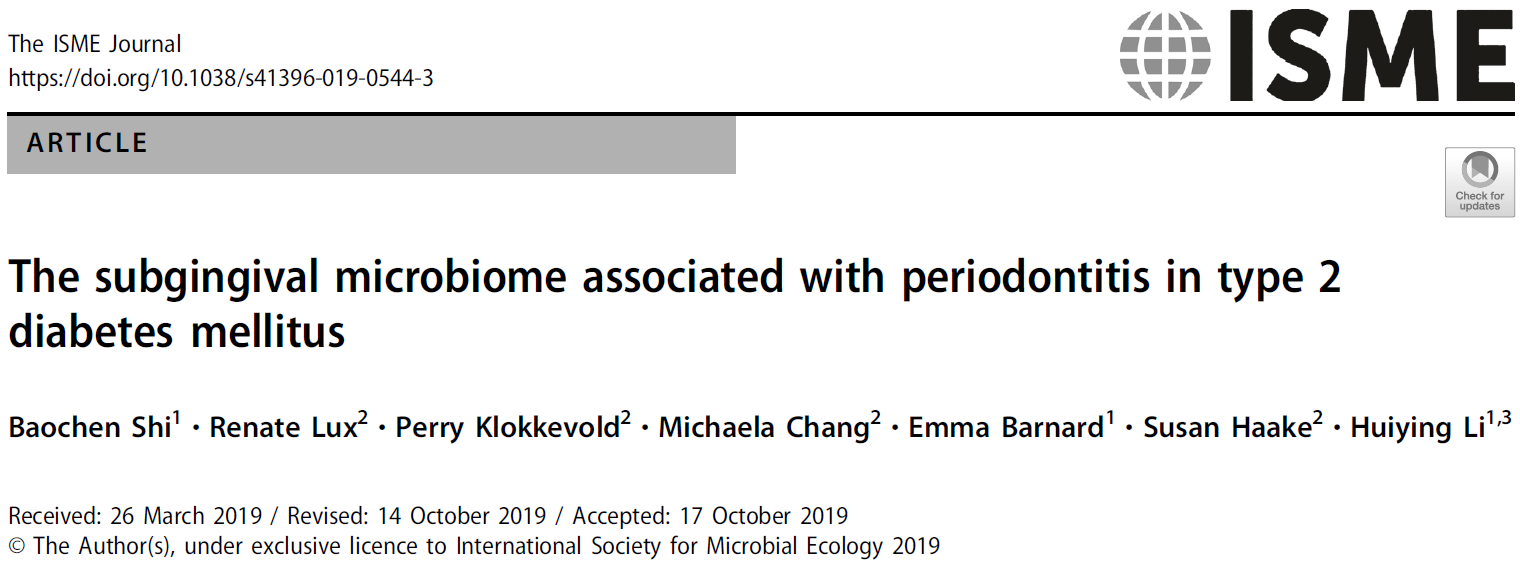 The ISME Journal
https://doi.org/10.1038/s41396-019-0544-3
ISME
ARTICLE
Check for
updates
The subgingival microbiome associated with periodontitis in type 2
diabetes mellitus
Baochen Shi1 • Renate Lux2 • Perry Klokkevold2 • Michaela Chang2 • Emma Barnard1 • Susan Haake2 • Huiying Li1,3
Received: 26 March 2019 / Revised: 14 October 2019 / Accepted: 17 October 2019
© The Author(s), under exclusive licence to International Society for Microbial Ecology 2019